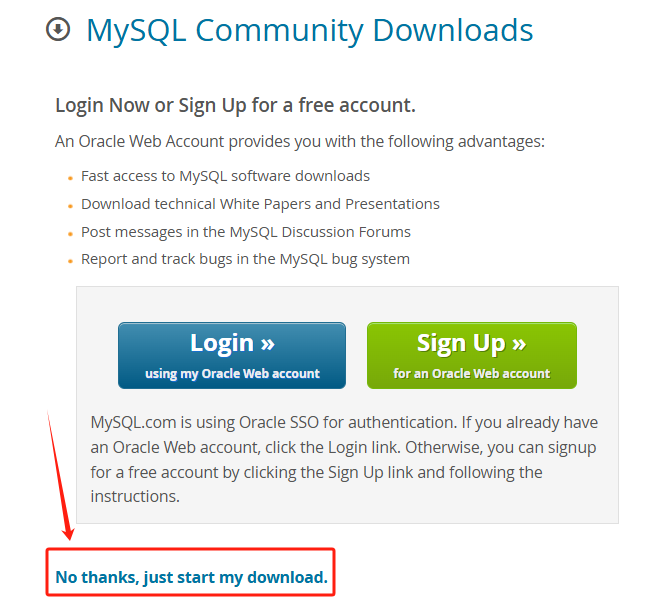 MySQL Community Downloads
Login Now or Sign Up for a free account.
An Oracle Web Account provides you with the following advantages:
Fast access to MySQL software downloads
Download technical White Papers and Presentations
Post messages in the MySQL Discussion Forums
Report and track bugs in the MySQL bug system
Login »
using my Oracle Web account
Sign Up »
for an Oracle Web account
MySQL.com is using Oracle SSO for authentication. If you already have
an Oracle Web account, click the Login link. Otherwise, you can signup
for a free account by clicking the Sign Up link and following the
instructions.
No thanks, just start my download.